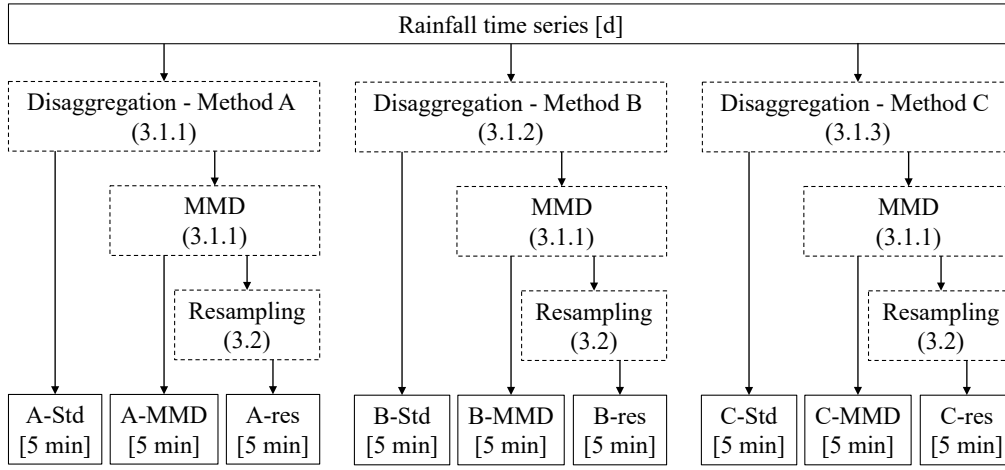 Rainfall time series [d]
Disaggregation - Method A
(3.1.1)
Disaggregation - Method B
(3.1.2)
Disaggregation - Method C
(3.1.3)
MMD
(3.1.1)
MMD
(3.1.1)
MMD
(3.1.1)
Resampling
(3.2)
Resampling
(3.2)
Resampling
(3.2)
A-Std
[5 min]
A-MMD
[5 min]
A-res
[5 min]
B-Std
[5 min]
B-MMD
[5 min]
B-res
[5 min]
C-Std
[5 min]
C-MMD
[5 min]
C-res
[5 min]